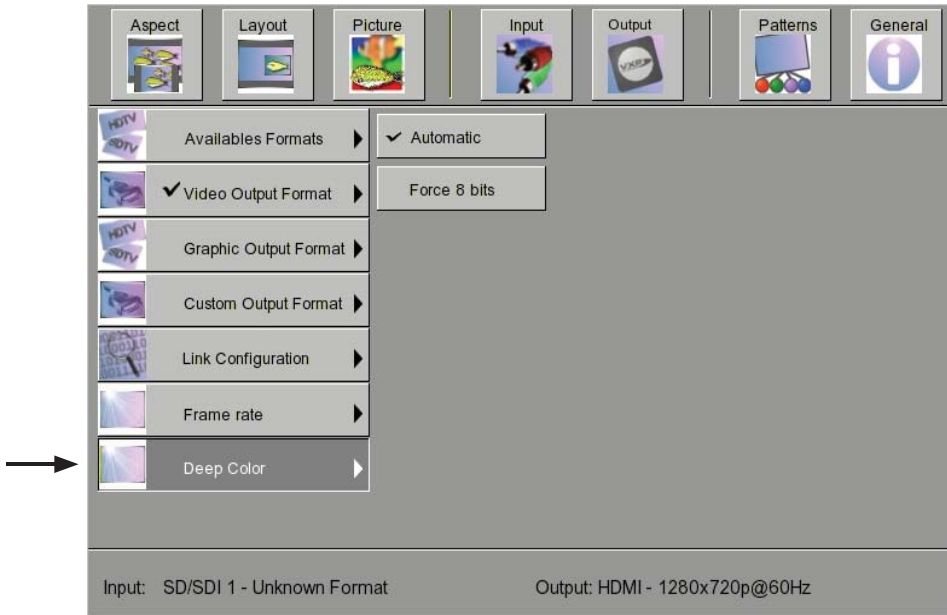 Aspect
Layout
Picture
Input
Output
Patterns
General
VXP
HDTV
SDTV
Availables Formats
✔ Automatic
✔ Video Output Format
Force 8 bits
HDTV
SDTV
Graphic Output Format
Custom Output Format
Link Configuration
Frame rate
Deep Color
Input: SD/SDI 1 - Unknown Format
Output: HDMI - 1280x720p@60Hz